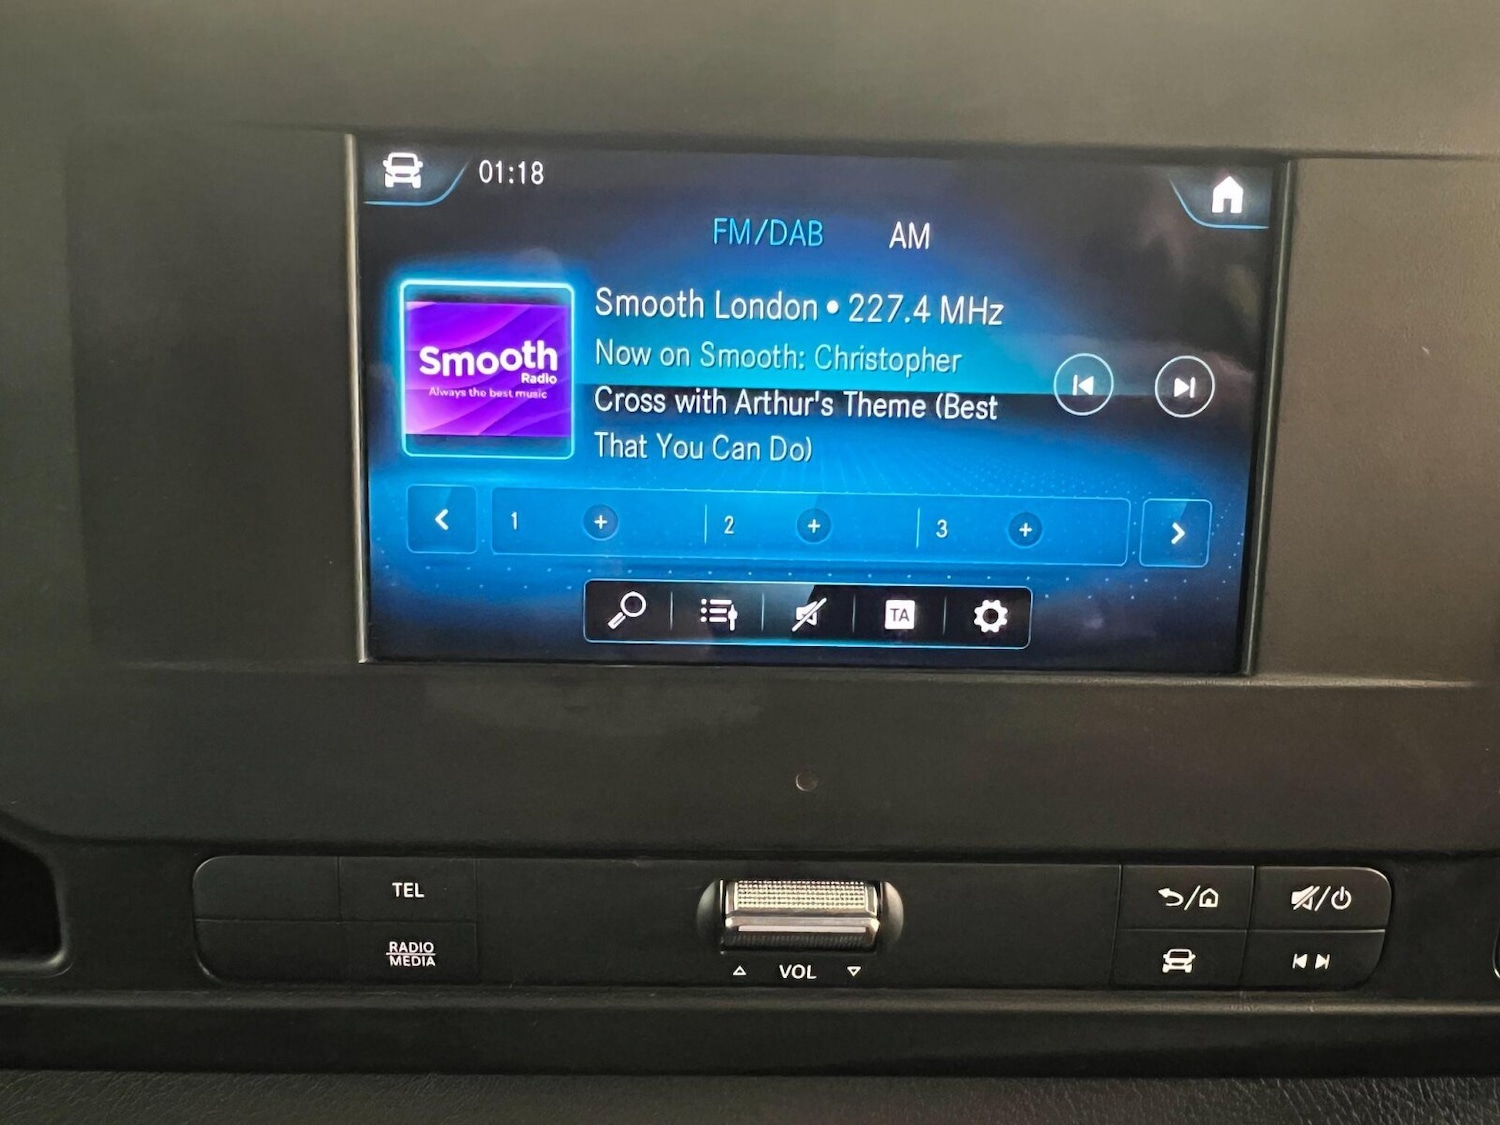 01:18
FM/DAB AM
Smooth London • 227.4 MHz
Now on Smooth: Christopher
Cross with Arthur's Theme (Best
That You Can Do)
Smooth
Radio
Always the best music
1 + 2 + 3 +
TA
TEL
RADIO
MEDIA
VOL